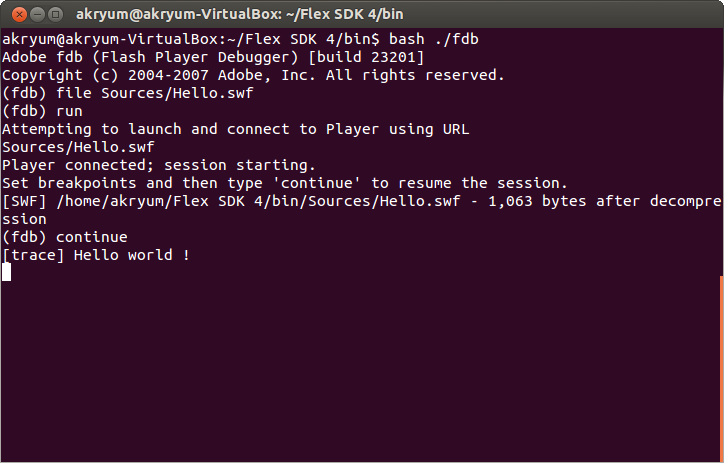 akryum@akryum-VirtualBox: ~/Flex SDK 4/bin
akryum@akryum-VirtualBox:~/Flex SDK 4/bin$ bash ./fdb
Adobe fdb (Flash Player Debugger) [build 23201]
Copyright (c) 2004-2007 Adobe, Inc. All rights reserved.
(fdb) file Sources/Hello.swf
(fdb) run
Attempting to launch and connect to Player using URL
Sources/Hello.swf
Player connected; session starting.
Set breakpoints and then type 'continue' to resume the session.
[SWF] /home/akryum/Flex SDK 4/bin/Sources/Hello.swf - 1,063 bytes after decompre
ssion
(fdb) continue
[trace] Hello world !